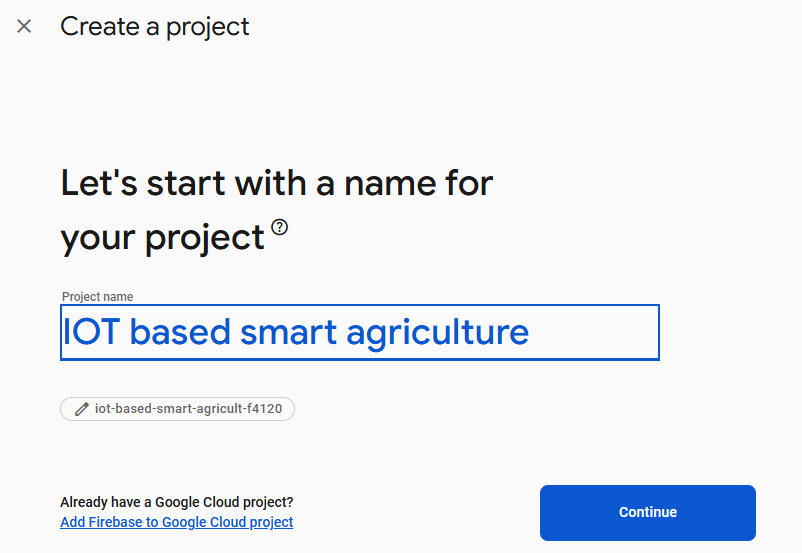 Create a project
Let's start with a name for
your project
Project name
IOT based smart agriculture
iot-based-smart-agricult-f4120
Already have a Google Cloud project?
Add Firebase to Google Cloud project
Continue